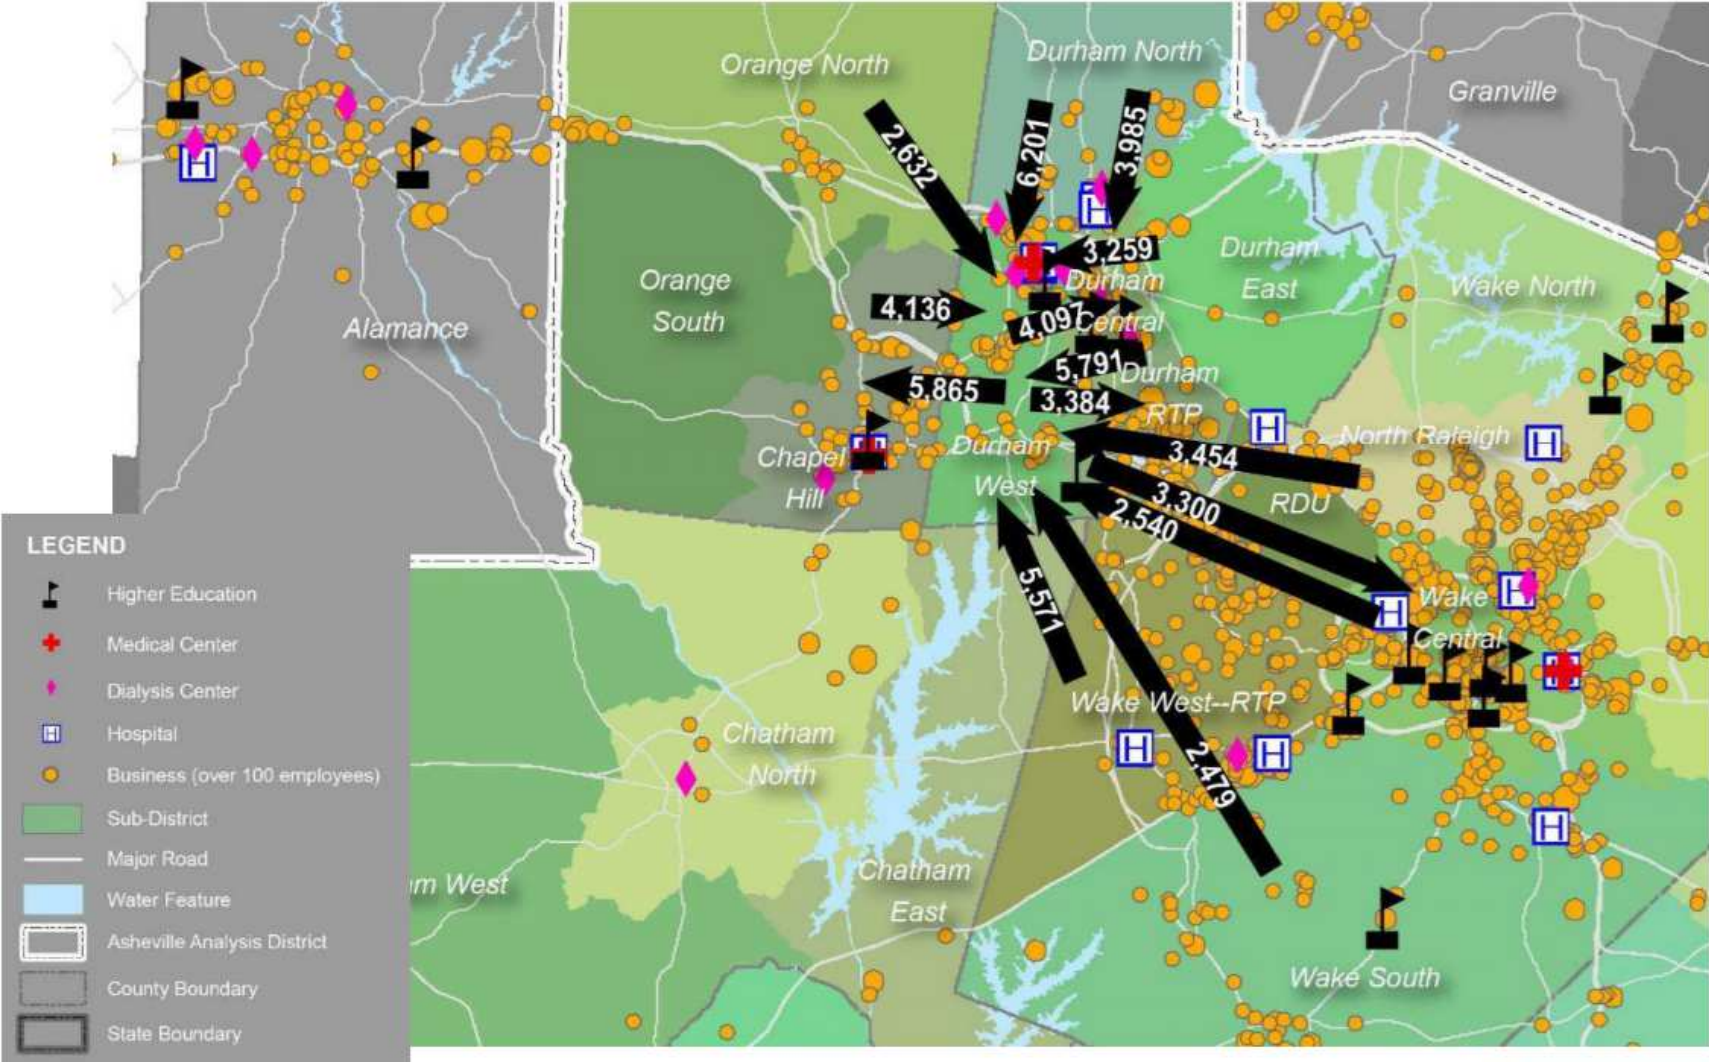 Orange North
Durham North
Granville
2,632
6,201
3,985
3,259
Durham
Central
Durham
East
Wake North
Orange
South
Alamance
4,136
4,097
5,791
Durham
RTP
5,865
3,384
North Raleigh
Chapel
Hill
Durham
West
3,454
RDU
3,300
2,540
5,571
Wake
Central
Wake West--RTP
Chatham
North
2,479
am West
Chatham
East
Wake South
LEGEND
Higher Education
Medical Center
Dialysis Center
H Hospital
Business (over 100 employees)
Sub-District
Major Road
Water Feature
Asheville Analysis District
County Boundary
State Boundary
H
H
H
H
H
H
H
H
H
H
H
H
H